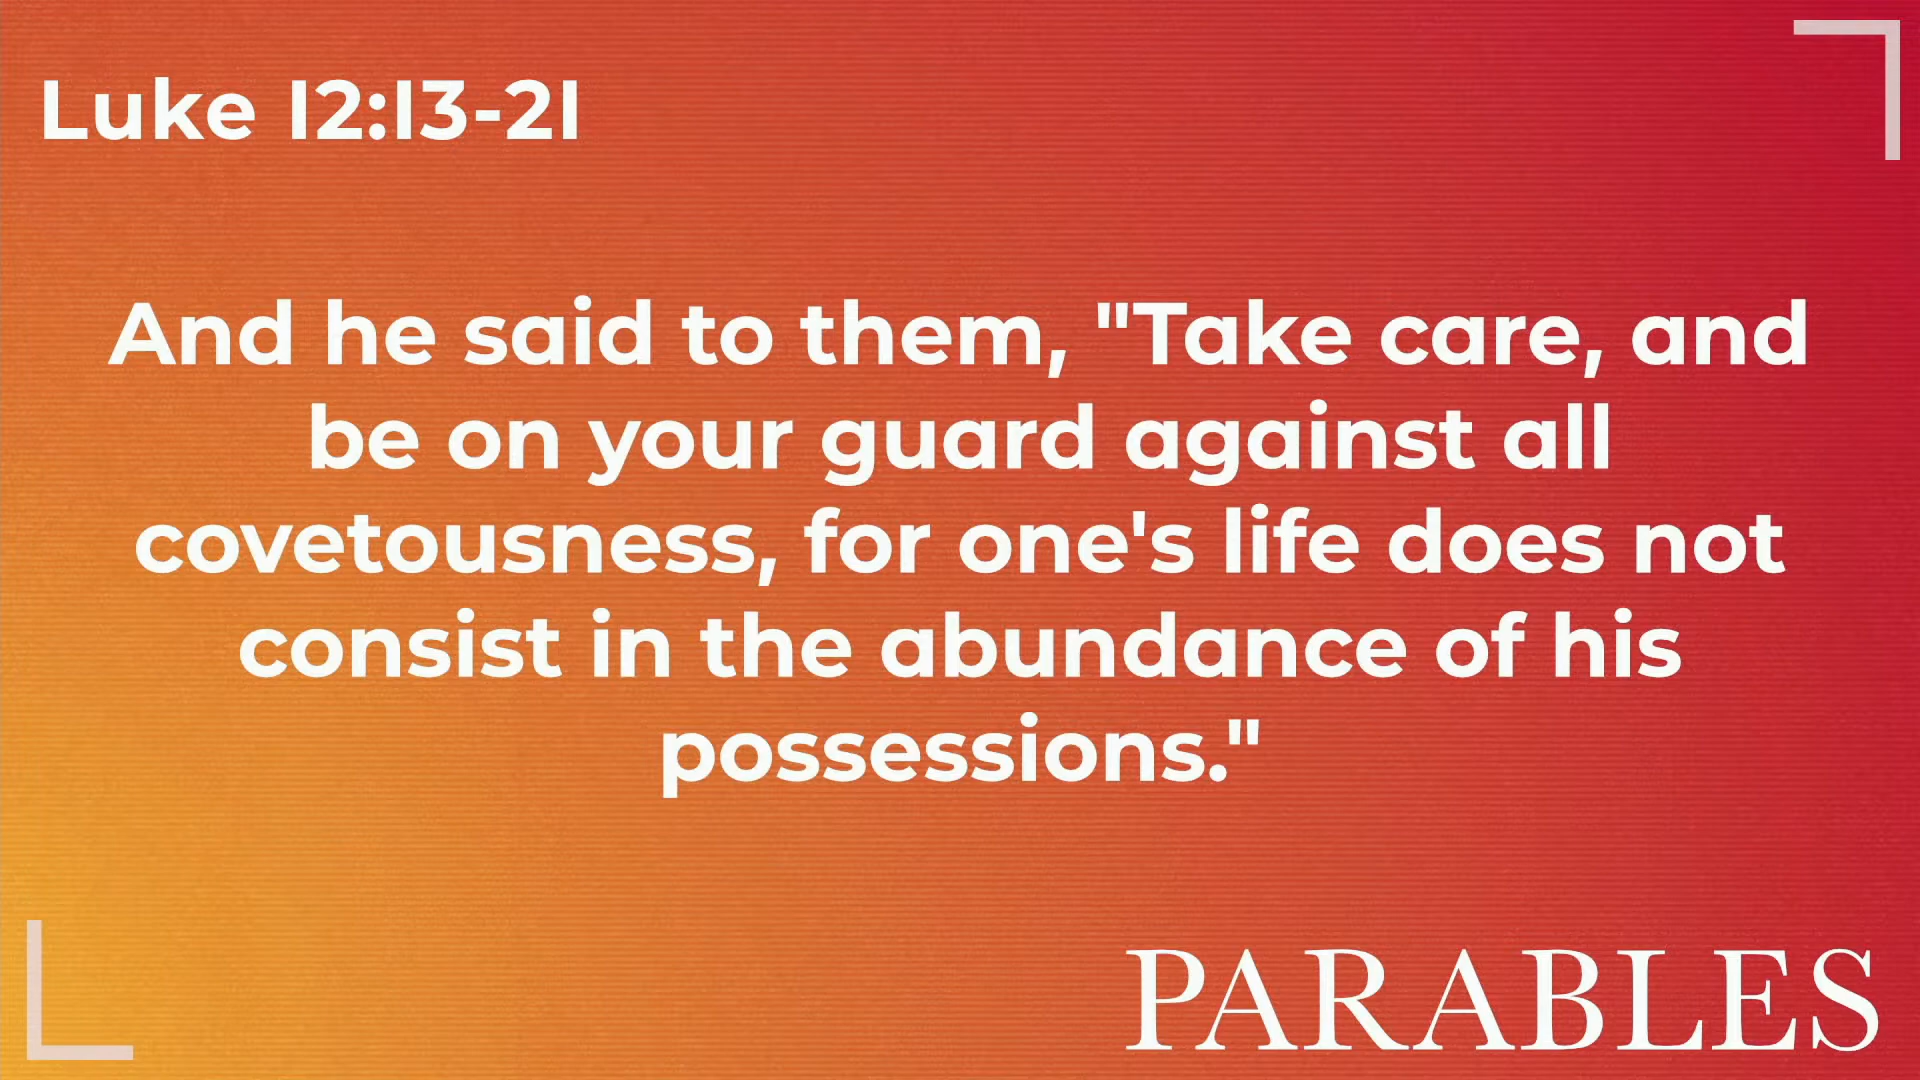 Luke 12:13-21
And he said to them, "Take care, and
be on your guard against all
covetousness, for one's life does not
consist in the abundance of his
possessions."
PARABLES